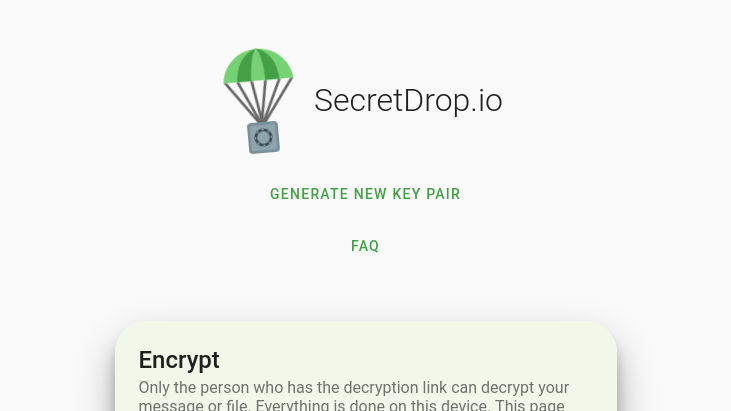 SecretDrop.io
GENERATE NEW KEY PAIR
FAQ
Encrypt
Only the person who has the decryption link can decrypt your
message or file. Everything is done on this device. This page